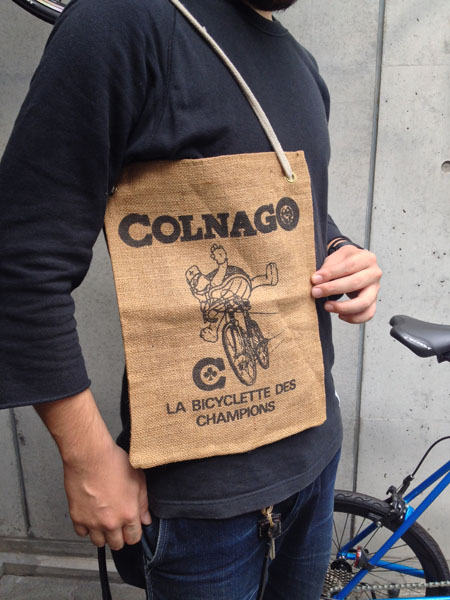 COLNAGO
C
LA BICYCLETTE DES
CHAMPIONS